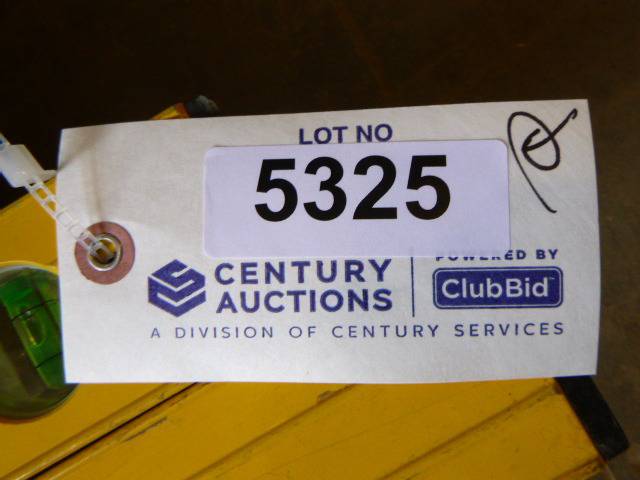 LOT NO
5325
CENTURY
AUCTIONS
POWERED BY
ClubBid
A DIVISION OF CENTURY SERVICES